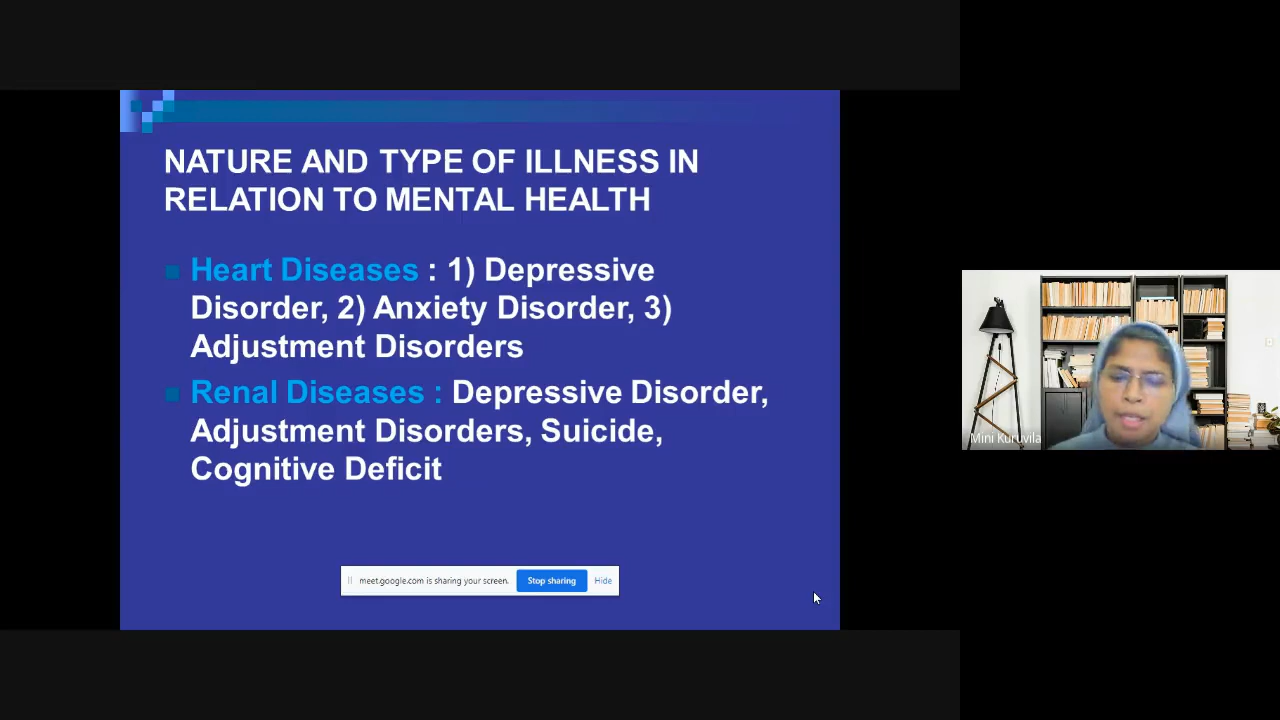 NATURE AND TYPE OF ILLNESS IN
RELATION TO MENTAL HEALTH
Heart Diseases : 1) Depressive
Disorder, 2) Anxiety Disorder, 3)
Adjustment Disorders
Renal Diseases : Depressive Disorder,
Adjustment Disorders, Suicide,
Cognitive Deficit
meet.google.com is sharing your screen. Stop sharing Hide
Mini Kuruvila